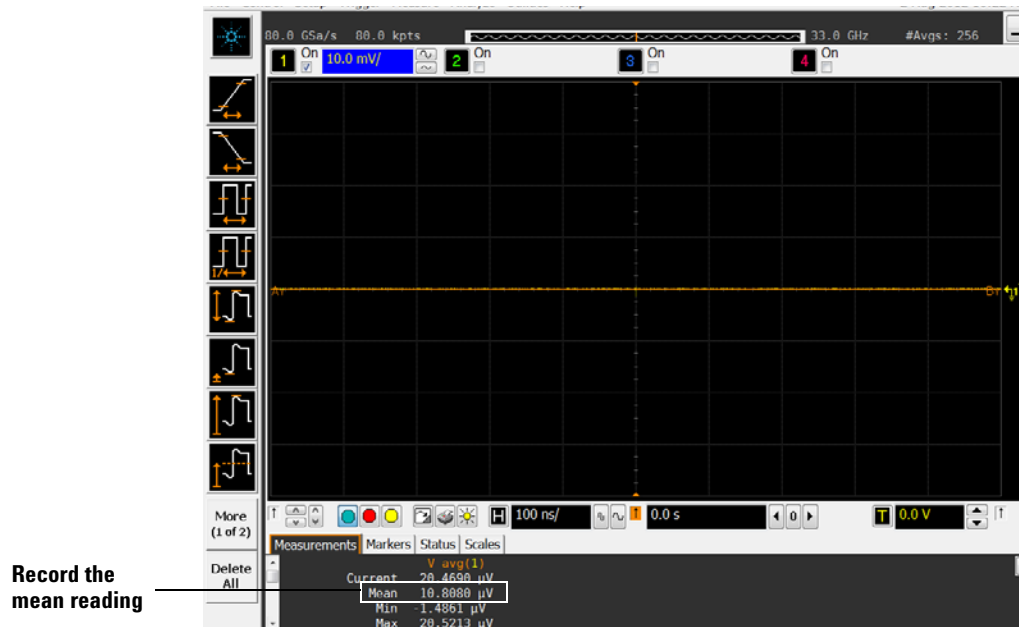 80.0 GSa/s 80.0 kpts 33.0 GHz #Avgs: 256
1 On 10.0 mV/ 2 On 3 On 4 On
1
1/
More
(1 of 2)
Delete
All
H 100 ns/ 0.0 s 0 T 0.0 V
Measurements Markers Status Scales
V avg(1)
Current 20.4690 µV
Mean 10.8080 µV
Min -1.4861 µV
Max 20.5213 µV
Record the
mean reading